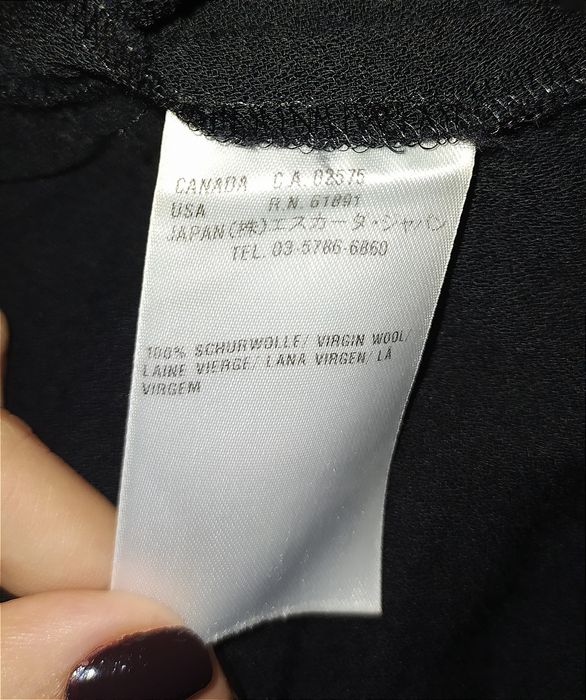 CANADA C.A. 02575
USA R.N. 61891
JAPAN(株)エスカーダ・ジャパン
TEL. 03-5786-6860
100% SCHURWOLLE/ VIRGIN WOOL/
LAINE VIERGE/ LANA VIRGEN/ LÃ
VIRGEM